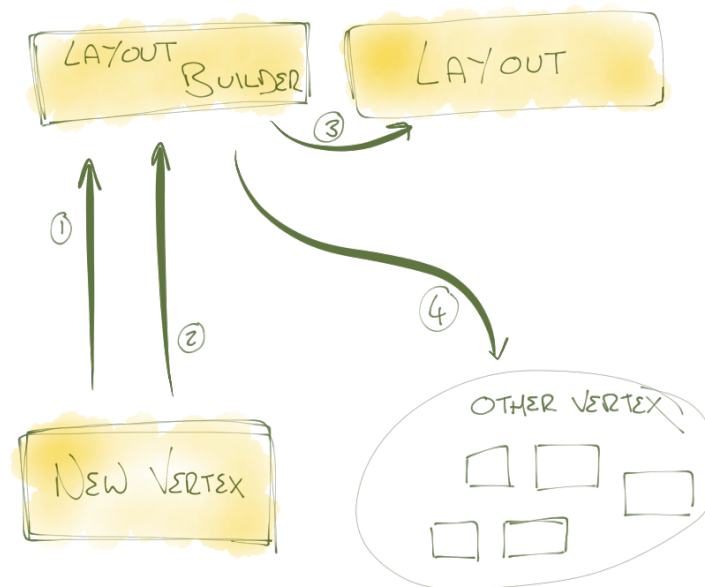 LAYOUT
BUILDER
LAYOUT
3
1
2
4
OTHER VERTEX
NEW VERTEX